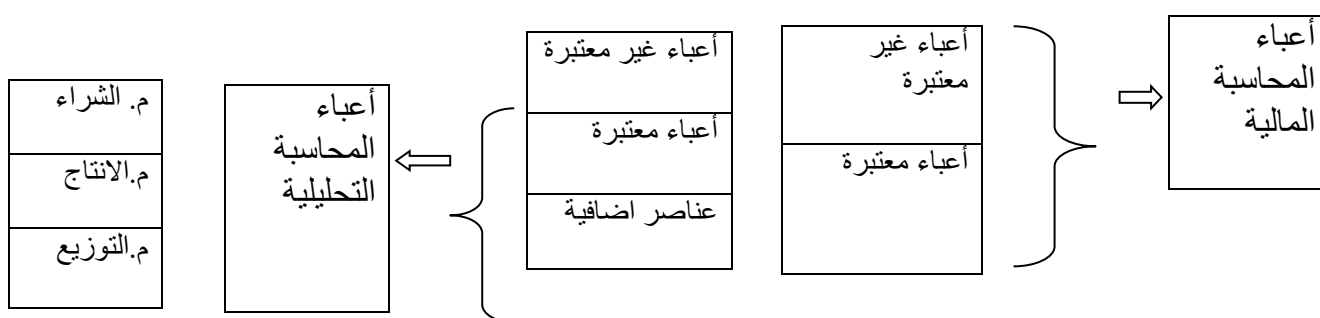 أعباء
المحاسبة
المالية
أعباء غير
معتبرة
أعباء معتبرة
أعباء غير معتبرة
أعباء معتبرة
عناصر اضافية
أعباء
المحاسبة
التحليلية
م. الشراء
م.الانتاج
م.التوزيع